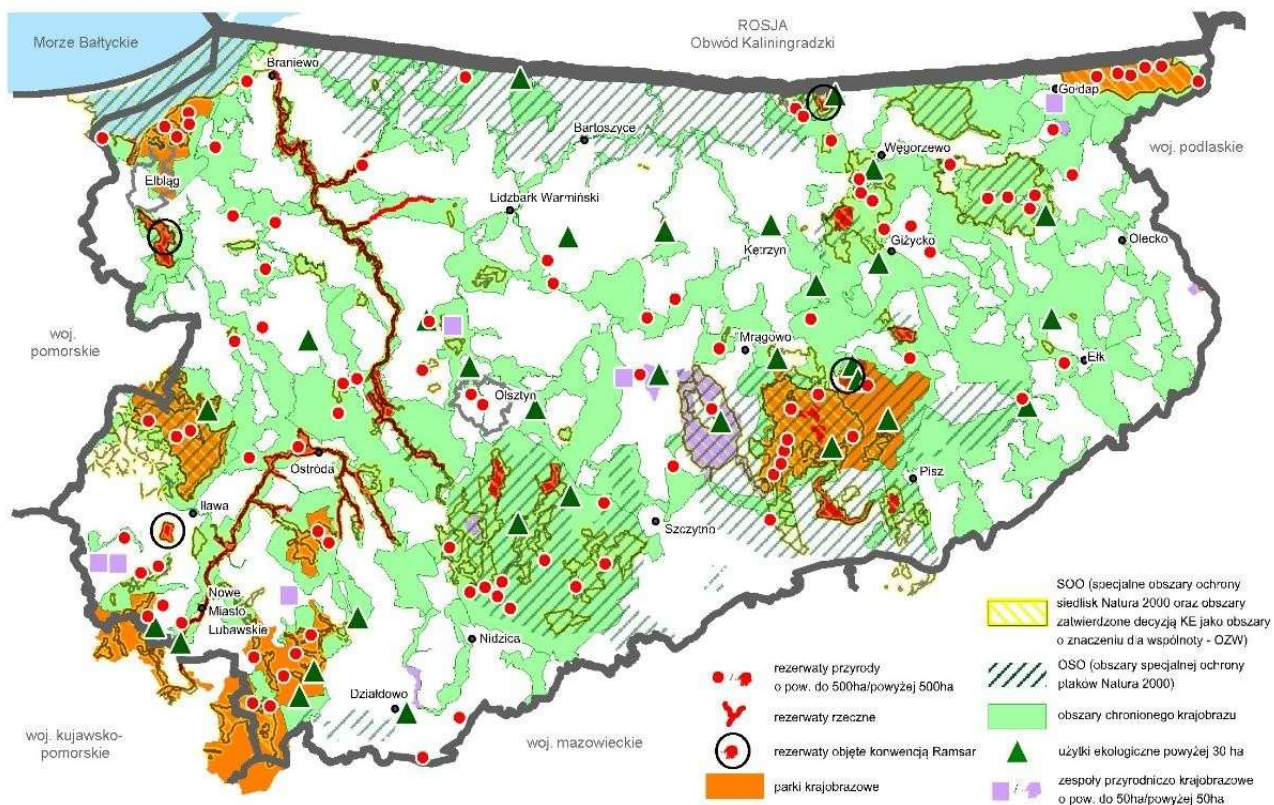 Morze Bałtyckie
ROSJA
Obwód Kaliningradzki
Braniewo
Go dap
Bartoszyce
Węgorzewo
woj. podlaskie
Elbląg
Lidzbark Warmiński
Kętrzyn
Giżycko
Olecko
woj.
pomorskie
Mrągowo
Ełk
Olsztyn
Ostróda
Pisz
Iława
Szczytno
Nowe
Miasto
Lubawskie
Nidzica
Działdowo
woj. kujawsko-
pomorskie
woj. mazowieckie
rezerwaty przyrody
o pow. do 500ha/powyżej 500ha
rezerwaty rzeczne
rezerwaty objęte konwencją Ramsar
parki krajobrazowe
SOO (specjalne obszary ochrony
siedlisk Natura 2000 oraz obszary
zatwierdzone decyzją KE jako obszary
o znaczeniu dla wspólnoty - OZW)
OSO (obszary specjalnej ochrony
ptaków Natura 2000)
obszary chronionego krajobrazu
użytki ekologiczne powyżej 30 ha
zespoły przyrodniczo krajobrazowe
o pow. do 50ha/powyżej 50ha